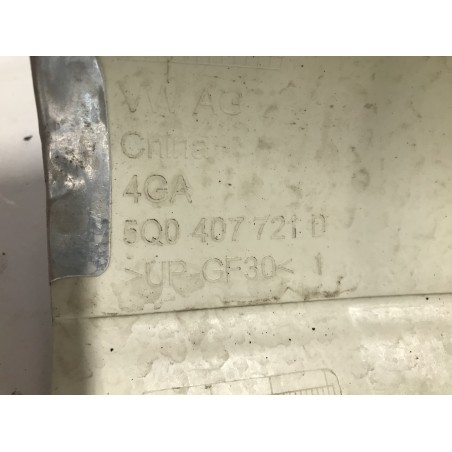 VW AG
China
4GA
5Q0 407 721 D
>UP-GF30<